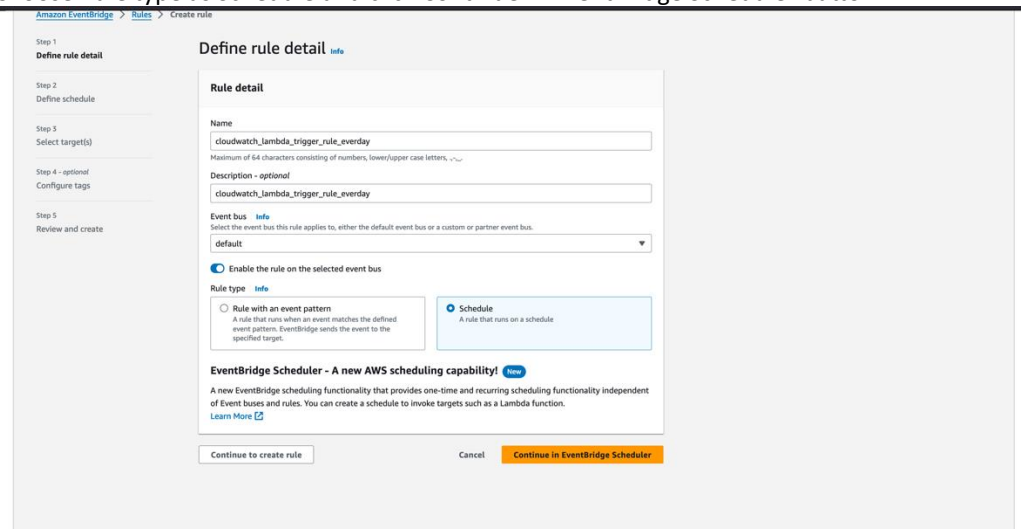 Amazon EventBridge > Rules > Create rule
Step 1
Define rule detail
Step 2
Define schedule
Step 3
Select target(s)
Step 4 - optional
Configure tags
Step 5
Review and create
Define rule detail Info
Rule detail
Name
cloudwatch_lambda_trigger_rule_everday
Maximum of 64 characters consisting of numbers, lower/upper case letters, .,-,_.
Description - optional
cloudwatch_lambda_trigger_rule_everday
Event bus Info
Select the event bus this rule applies to, either the default event bus or a custom or partner event bus.
default
Enable the rule on the selected event bus
Rule type Info
Rule with an event pattern
A rule that runs when an event matches the defined
event pattern. EventBridge sends the event to the
specified target.
Schedule
A rule that runs on a schedule
EventBridge Scheduler - A new AWS scheduling capability! New
A new EventBridge scheduling functionality that provides one-time and recurring scheduling functionality independent
of Event buses and rules. You can create a schedule to invoke targets such as a Lambda function.
Learn More
Continue to create rule
Cancel
Continue in EventBridge Scheduler